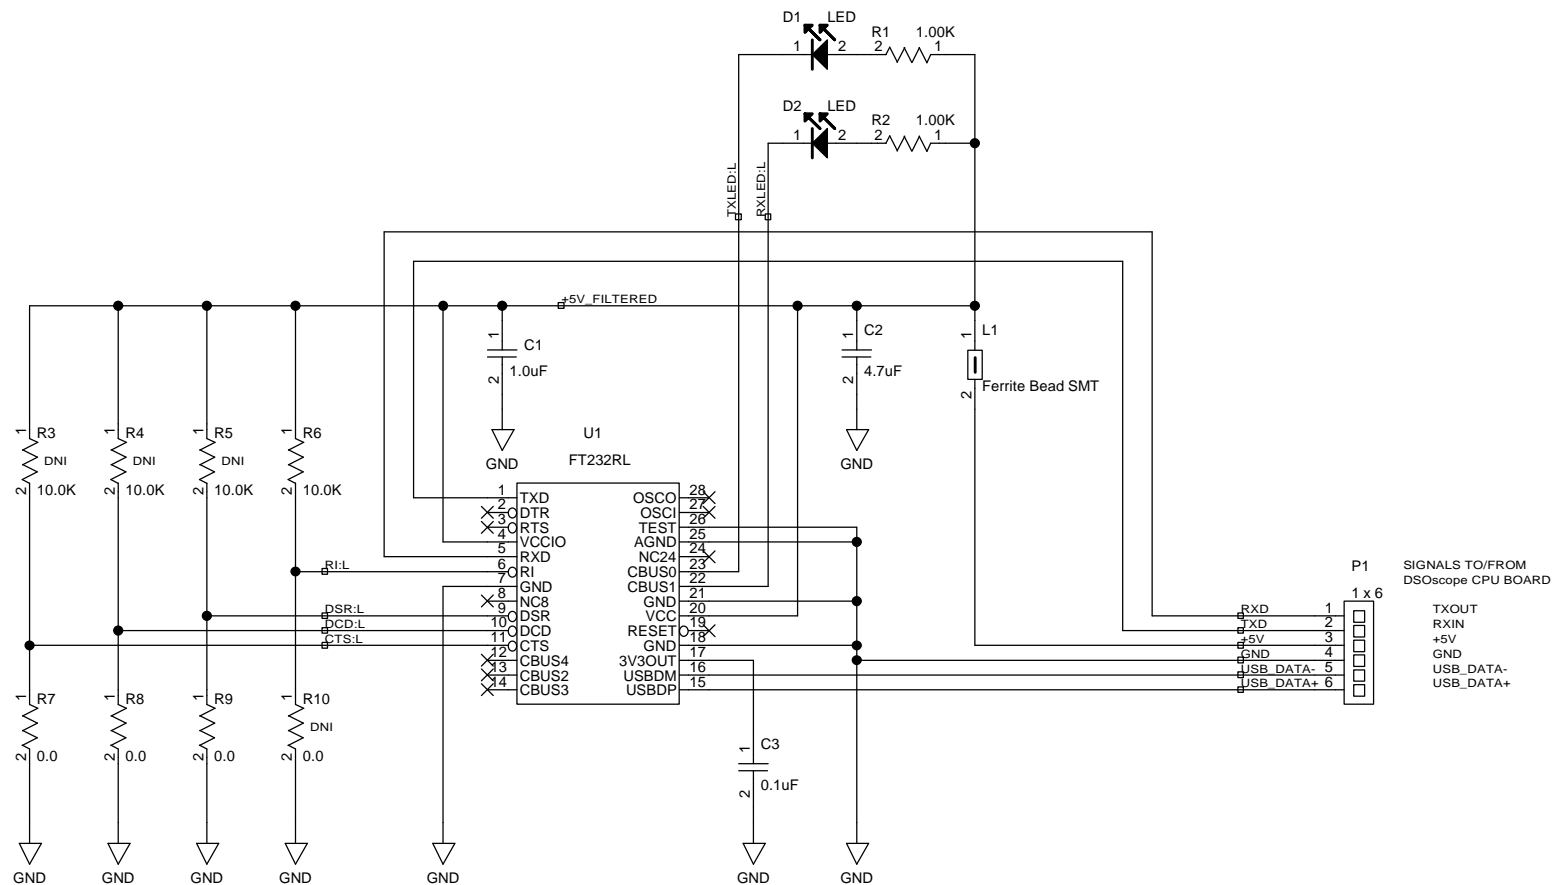 D1 LED
1 2
R1 1.00K
2 1
D2 LED
1 2
R2 1.00K
2 1
TXLED:L
RXLED:L
+5V_FILTERED
1
C1
1.0uF
2
GND
1
C2
4.7uF
2
GND
1
L1
Ferrite Bead SMT
2
1 R3
DNI
2 10.0K
1 R4
DNI
2 10.0K
1 R5
DNI
2 10.0K
1 R6
2 10.0K
U1
FT232RL
1 TXD
2 DTR
3 RTS
4 VCCIO
5 RXD
6 RI
7 GND
8 NC8
9 DSR
10 DCD
11 CTS
12 CBUS4
13 CBUS2
14 CBUS3
OSCO 28
OSCI 27
TEST 26
AGND 25
NC24 24
CBUS0 23
CBUS1 22
GND 21
VCC 20
RESET 19
GND 18
3V3OUT 17
USBDM 16
USBDP 15
RI:L
DSR:L
DCD:L
CTS:L
1 R7
2 0.0
GND
1 R8
2 0.0
GND
1 R9
2 0.0
GND
1 R10
DNI
2 0.0
GND
GND
1
C3
0.1uF
2
GND
GND
P1
1 x 6
SIGNALS TO/FROM
DSOscope CPU BOARD
RXD 1 TXOUT
TXD 2 RXIN
+5V 3 +5V
GND 4 GND
USB_DATA- 5 USB_DATA-
USB_DATA+ 6 USB_DATA+